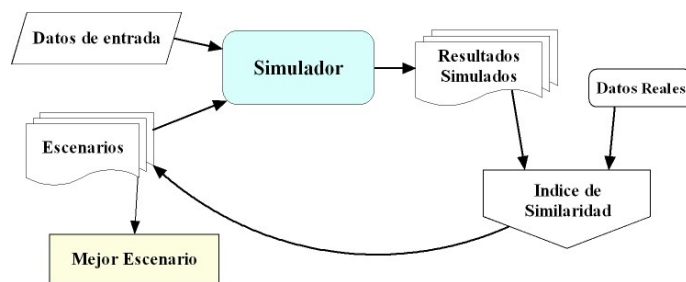 Datos de entrada
Simulador
Resultados
Simulados
Datos Reales
Escenarios
Indice de
Similaridad
Mejor Escenario